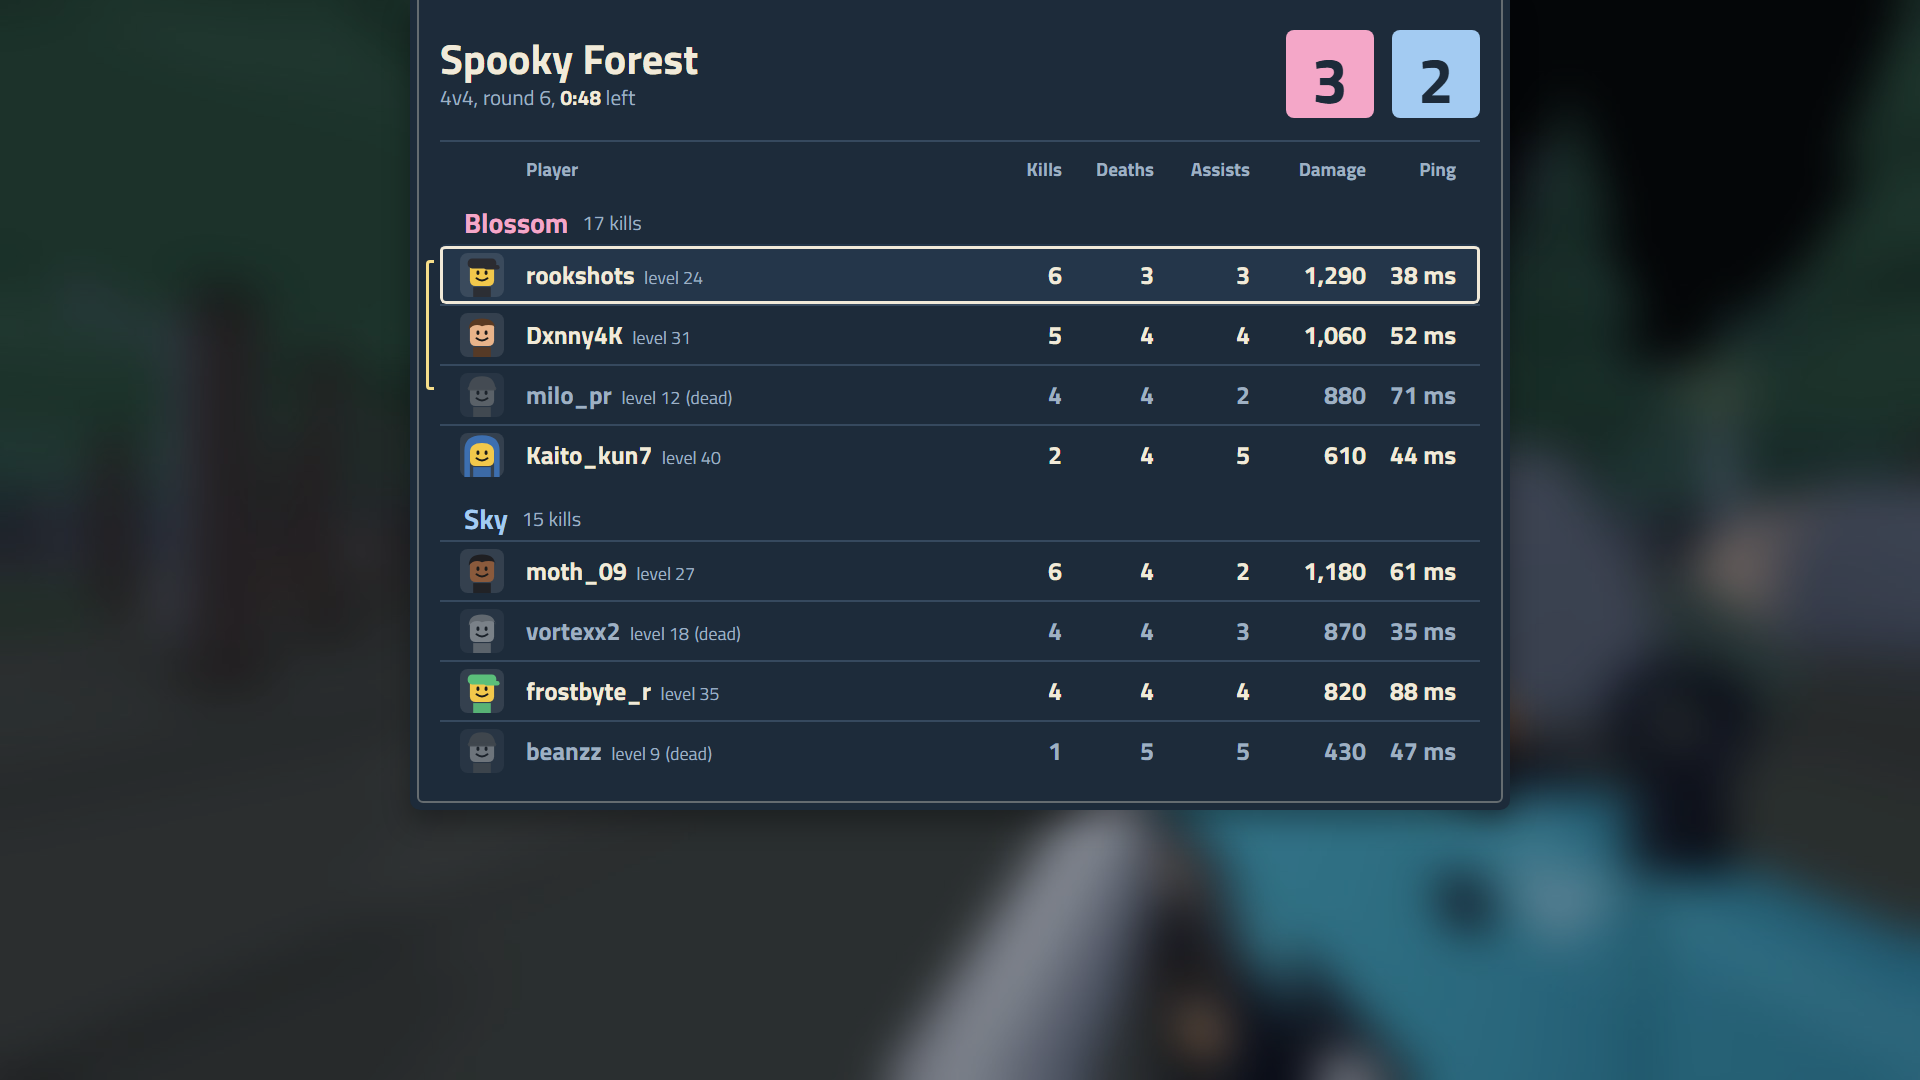 Spooky Forest
4v4, round 6, 0:48 left
3 2
Player Kills Deaths Assists Damage Ping
Blossom 17 kills
rookshots level 24 6 3 3 1,290 38 ms
Dxnny4K level 31 5 4 4 1,060 52 ms
milo_pr level 12 (dead) 4 4 2 880 71 ms
Kaito_kun7 level 40 2 4 5 610 44 ms
Sky 15 kills
moth_09 level 27 6 4 2 1,180 61 ms
vortexx2 level 18 (dead) 4 4 3 870 35 ms
frostbyte_r level 35 4 4 4 820 88 ms
beanzz level 9 (dead) 1 5 5 430 47 ms